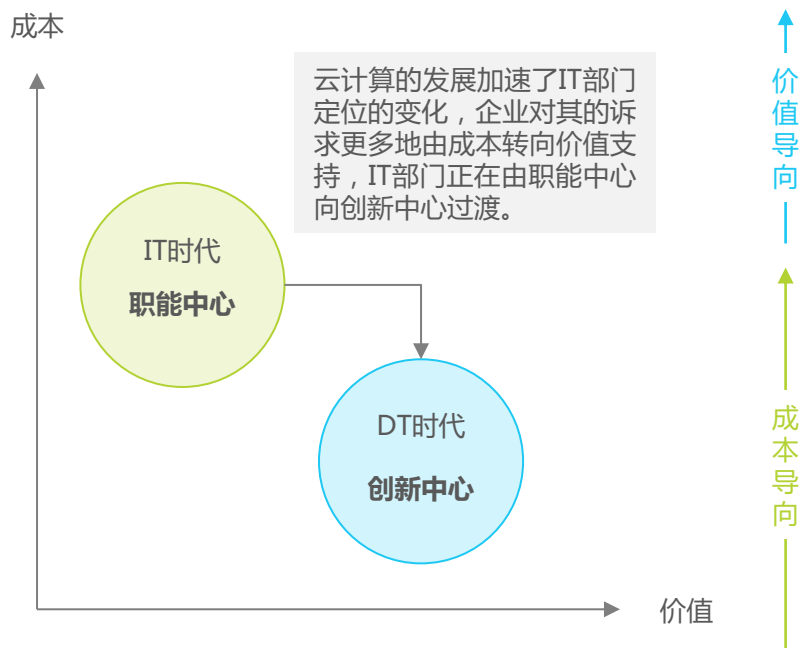 成本
云计算的发展加速了IT部门
定位的变化，企业对其的诉
求更多地由成本转向价值支
持，IT部门正在由职能中心
向创新中心过渡。
价值导向
IT时代
职能中心
DT时代
创新中心
成本导向
价值